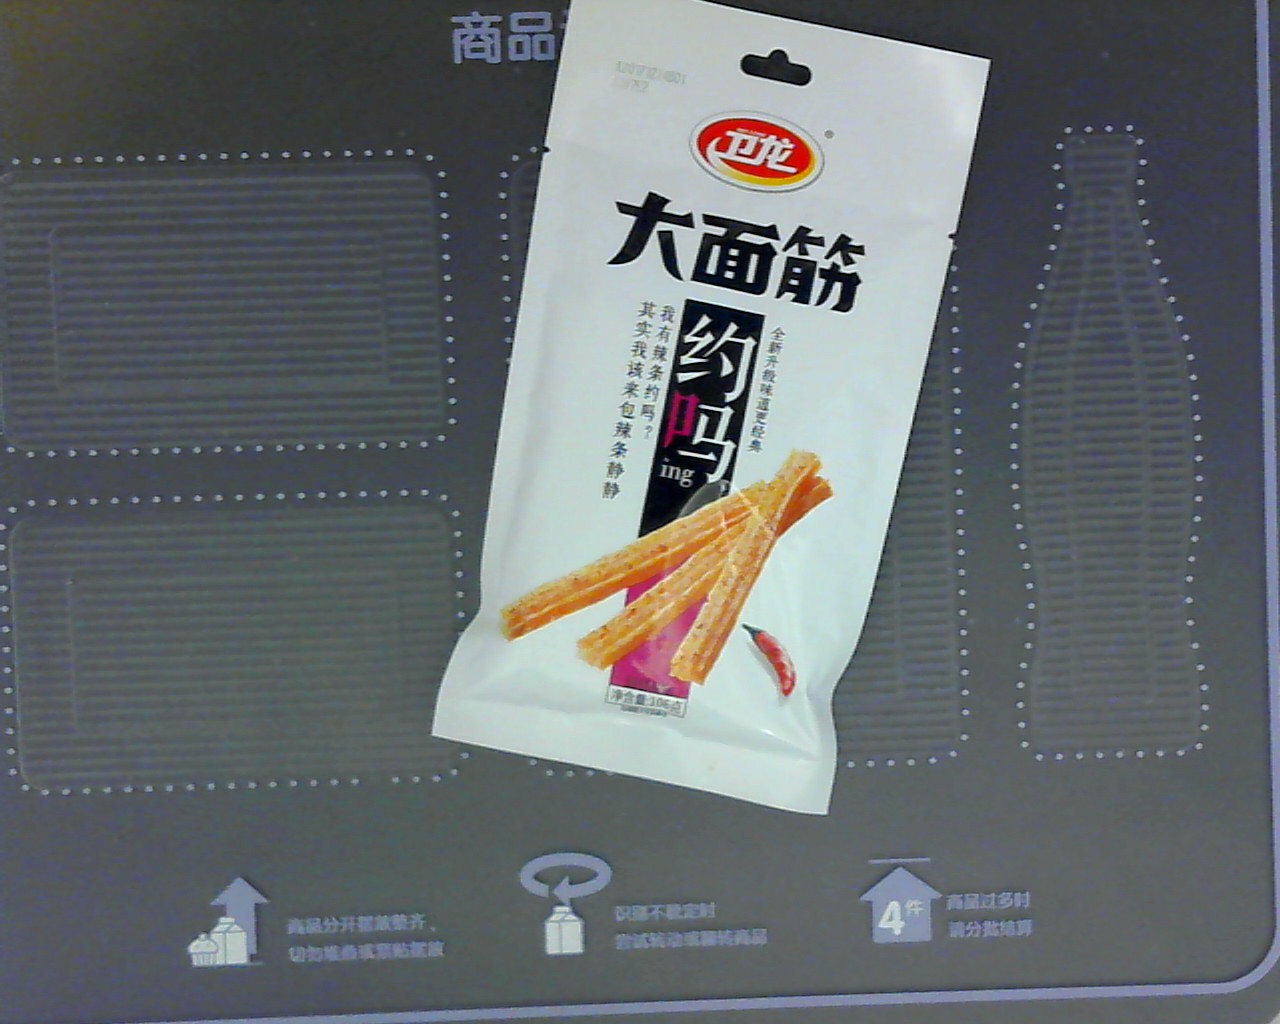 商品
卫龙
®
大面筋
约吗
ing
全新升级味道更经典
我有辣条约吗？
其实我该来包辣条静静
净含量:106克
商品分开摆放整齐，
切勿堆叠或紧贴摆放
识别不稳定时
尝试转动或翻转商品
4件
商品过多时
请分批结算